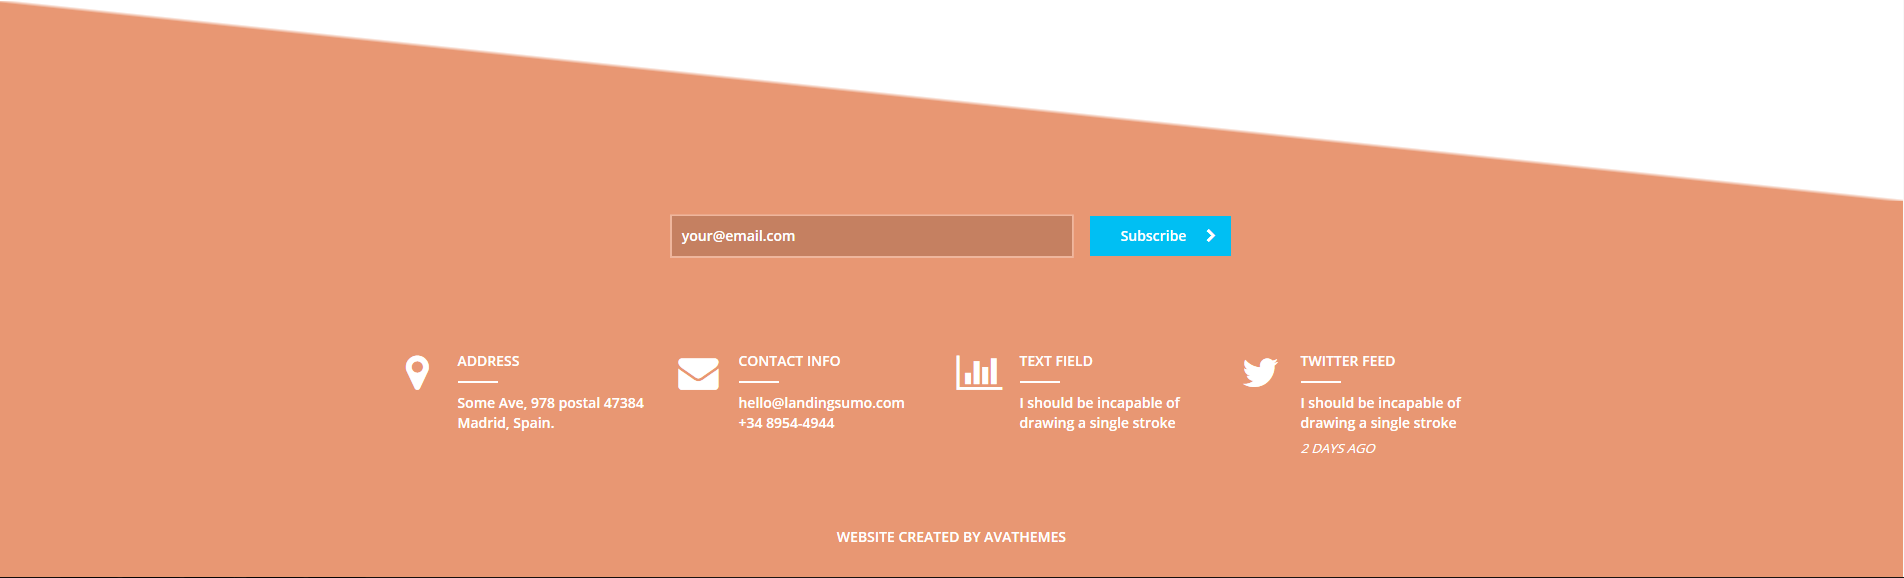 your@email.com
Subscribe
ADDRESS
Some Ave, 978 postal 47384
Madrid, Spain.
CONTACT INFO
hello@landingsumo.com
+34 8954-4944
TEXT FIELD
I should be incapable of
drawing a single stroke
TWITTER FEED
I should be incapable of
drawing a single stroke
2 DAYS AGO
WEBSITE CREATED BY AVATHEMES